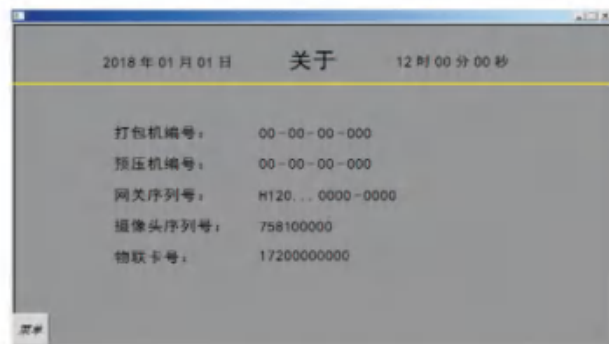 2018 年 01 月 01 日 关于 12 时 00 分 00 秒
打包机编号: 00-00-00-000
预压机编号: 00-00-00-000
网关序列号: H120... 0000-0000
摄像头序列号: 758100000
物联卡号: 17200000000
菜单